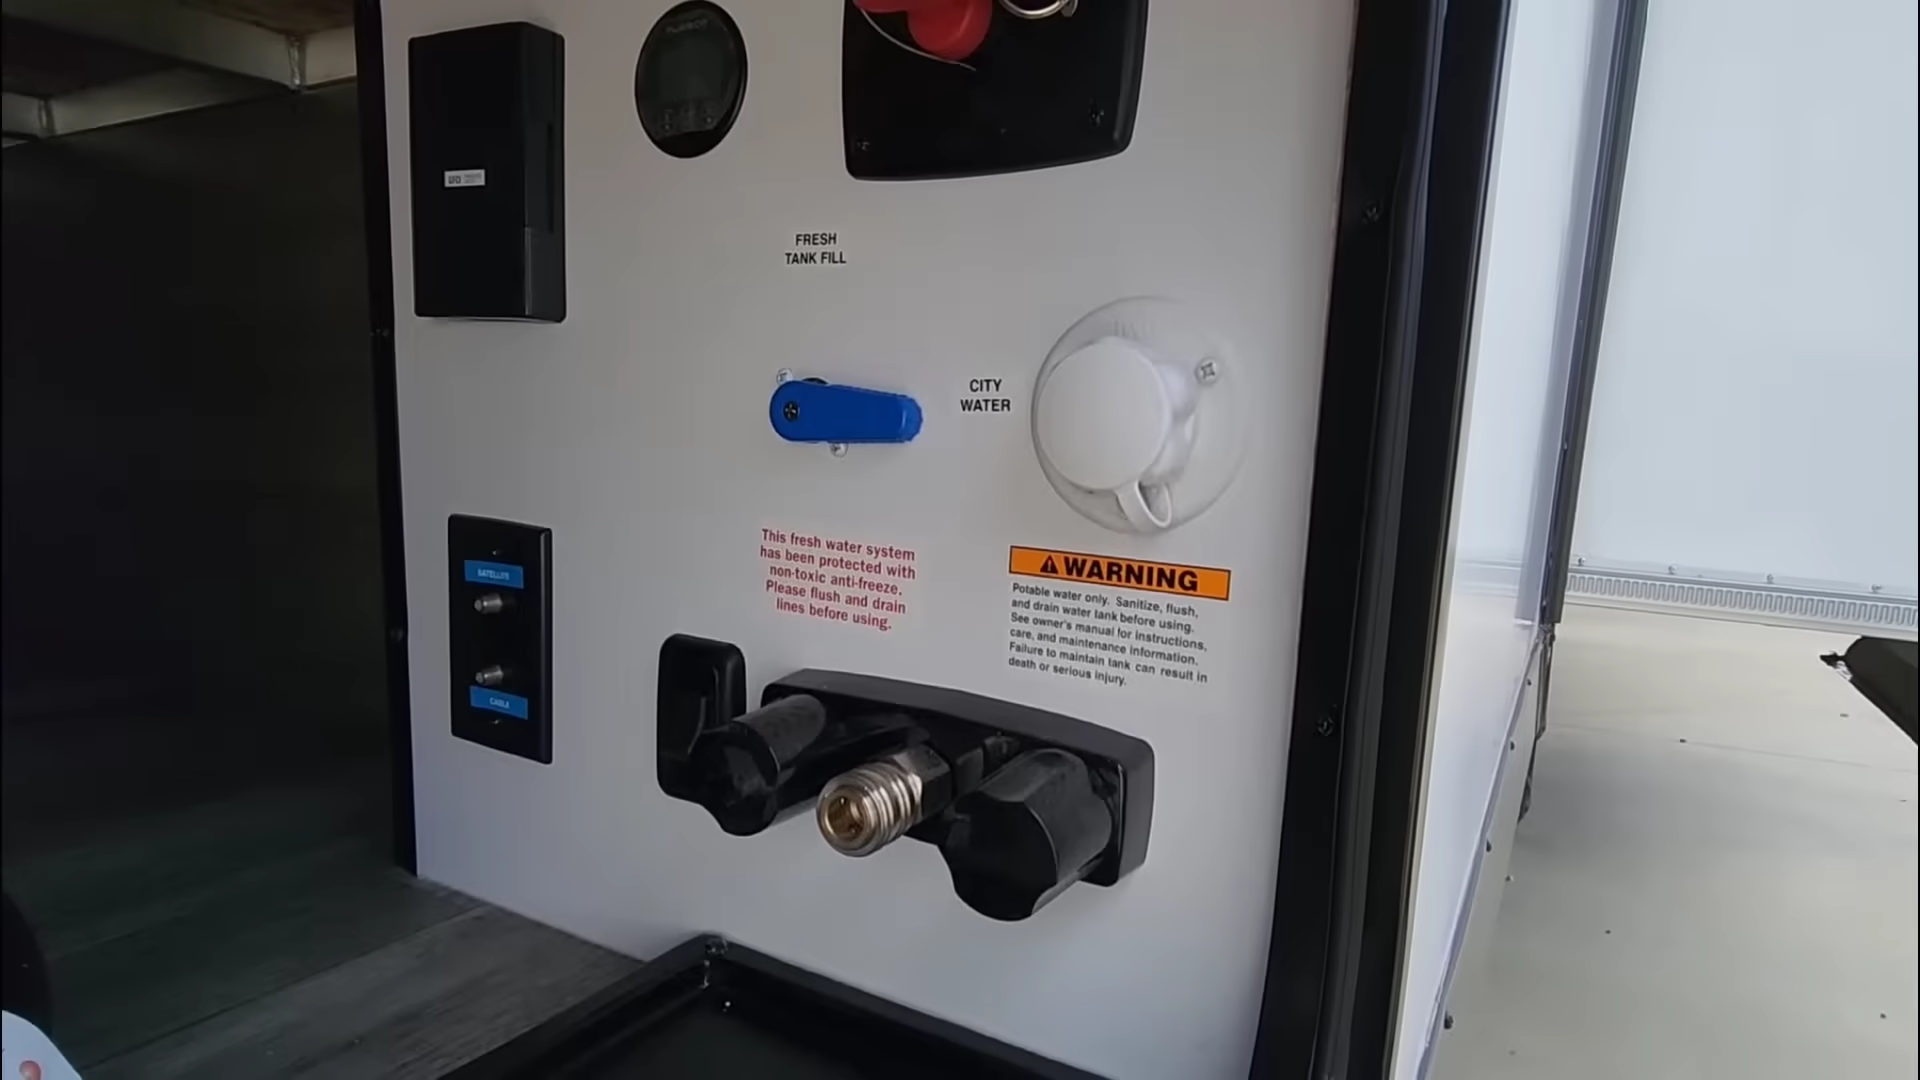 FRESH
TANK FILL
CITY
WATER
This fresh water system
has been protected with
non-toxic anti-freeze.
Please flush and drain
lines before using.
WARNING
Potable water only. Sanitize, flush,
and drain water tank before using.
See owner's manual for instructions,
care, and maintenance information.
Failure to maintain tank can result in
death or serious injury.
SATELLITE
CABLE